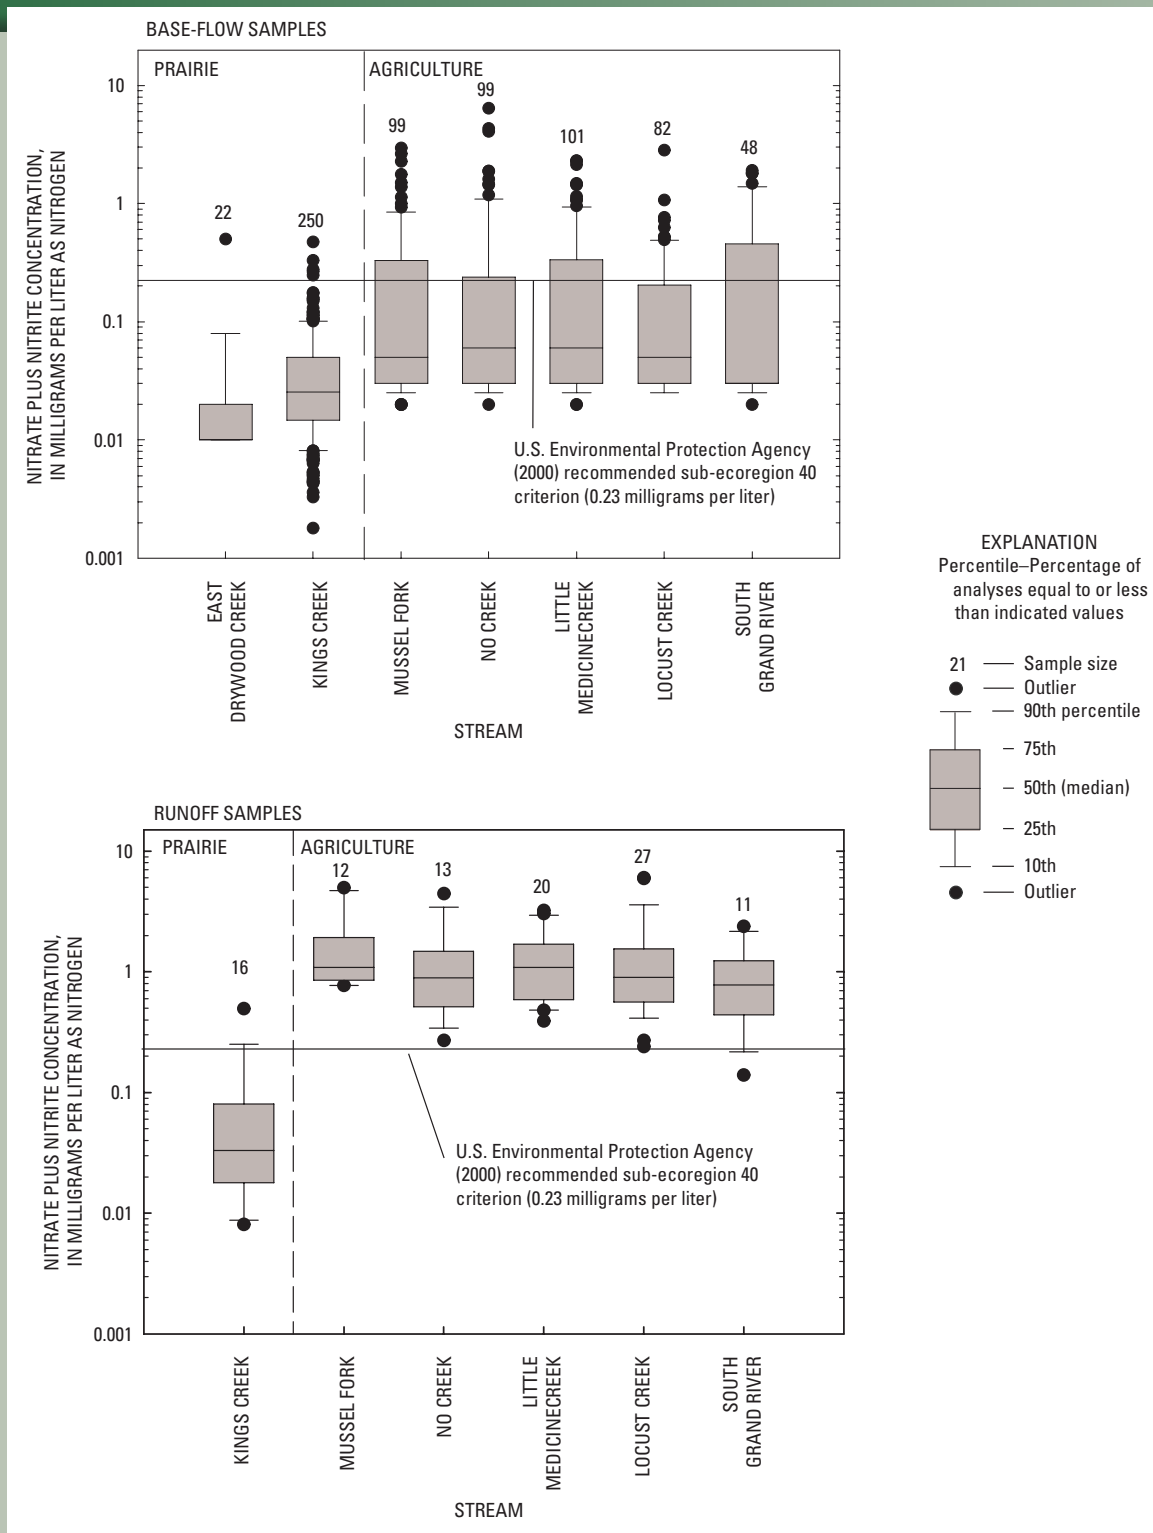 BASE-FLOW SAMPLES
PRAIRIE
AGRICULTURE
NITRATE PLUS NITRITE CONCENTRATION,
IN MILLIGRAMS PER LITER AS NITROGEN
10
1
0.1
0.01
0.001
22
250
99
99
101
82
48
U.S. Environmental Protection Agency
(2000) recommended sub-ecoregion 40
criterion (0.23 milligrams per liter)
EAST
DRYWOOD CREEK
KINGS CREEK
MUSSEL FORK
NO CREEK
LITTLE
MEDICINECREEK
LOCUST CREEK
SOUTH
GRAND RIVER
STREAM
EXPLANATION
Percentile–Percentage of
analyses equal to or less
than indicated values
21
Sample size
Outlier
90th percentile
75th
50th (median)
25th
10th
Outlier
RUNOFF SAMPLES
PRAIRIE
AGRICULTURE
NITRATE PLUS NITRITE CONCENTRATION,
IN MILLIGRAMS PER LITER AS NITROGEN
10
1
0.1
0.01
0.001
16
12
13
20
27
11
U.S. Environmental Protection Agency
(2000) recommended sub-ecoregion 40
criterion (0.23 milligrams per liter)
KINGS CREEK
MUSSEL FORK
NO CREEK
LITTLE
MEDICINECREEK
LOCUST CREEK
SOUTH
GRAND RIVER
STREAM